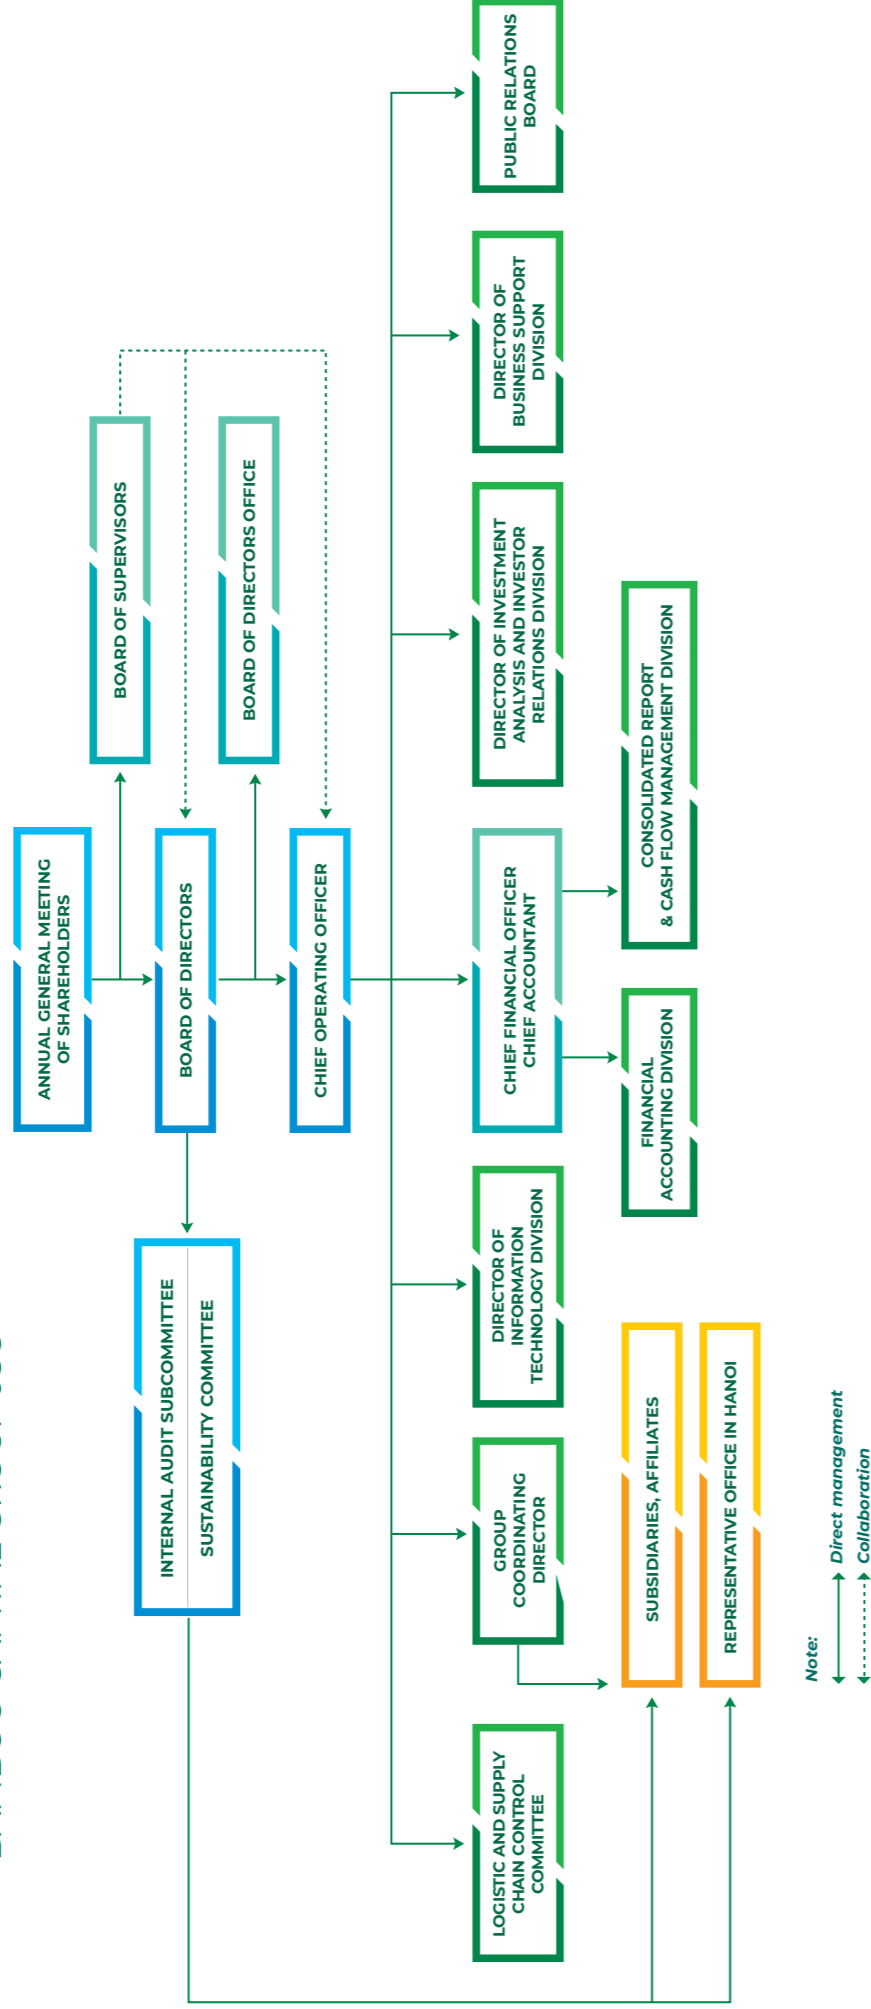 ANNUAL GENERAL MEETING
OF SHAREHOLDERS
BOARD OF SUPERVISORS
INTERNAL AUDIT SUBCOMMITTEE
SUSTAINABILITY COMMITTEE
BOARD OF DIRECTORS
BOARD OF DIRECTORS OFFICE
CHIEF OPERATING OFFICER
LOGISTIC AND SUPPLY
CHAIN CONTROL
COMMITTEE
GROUP
COORDINATING
DIRECTOR
DIRECTOR OF
INFORMATION
TECHNOLOGY DIVISION
CHIEF FINANCIAL OFFICER
CHIEF ACCOUNTANT
DIRECTOR OF INVESTMENT
ANALYSIS AND INVESTOR
RELATIONS DIVISION
DIRECTOR OF
BUSINESS SUPPORT
DIVISION
PUBLIC RELATIONS
BOARD
SUBSIDIARIES, AFFILIATES
REPRESENTATIVE OFFICE IN HANOI
FINANCIAL
ACCOUNTING DIVISION
CONSOLIDATED REPORT
& CASH FLOW MANAGEMENT DIVISION
Note:
Direct management
Collaboration